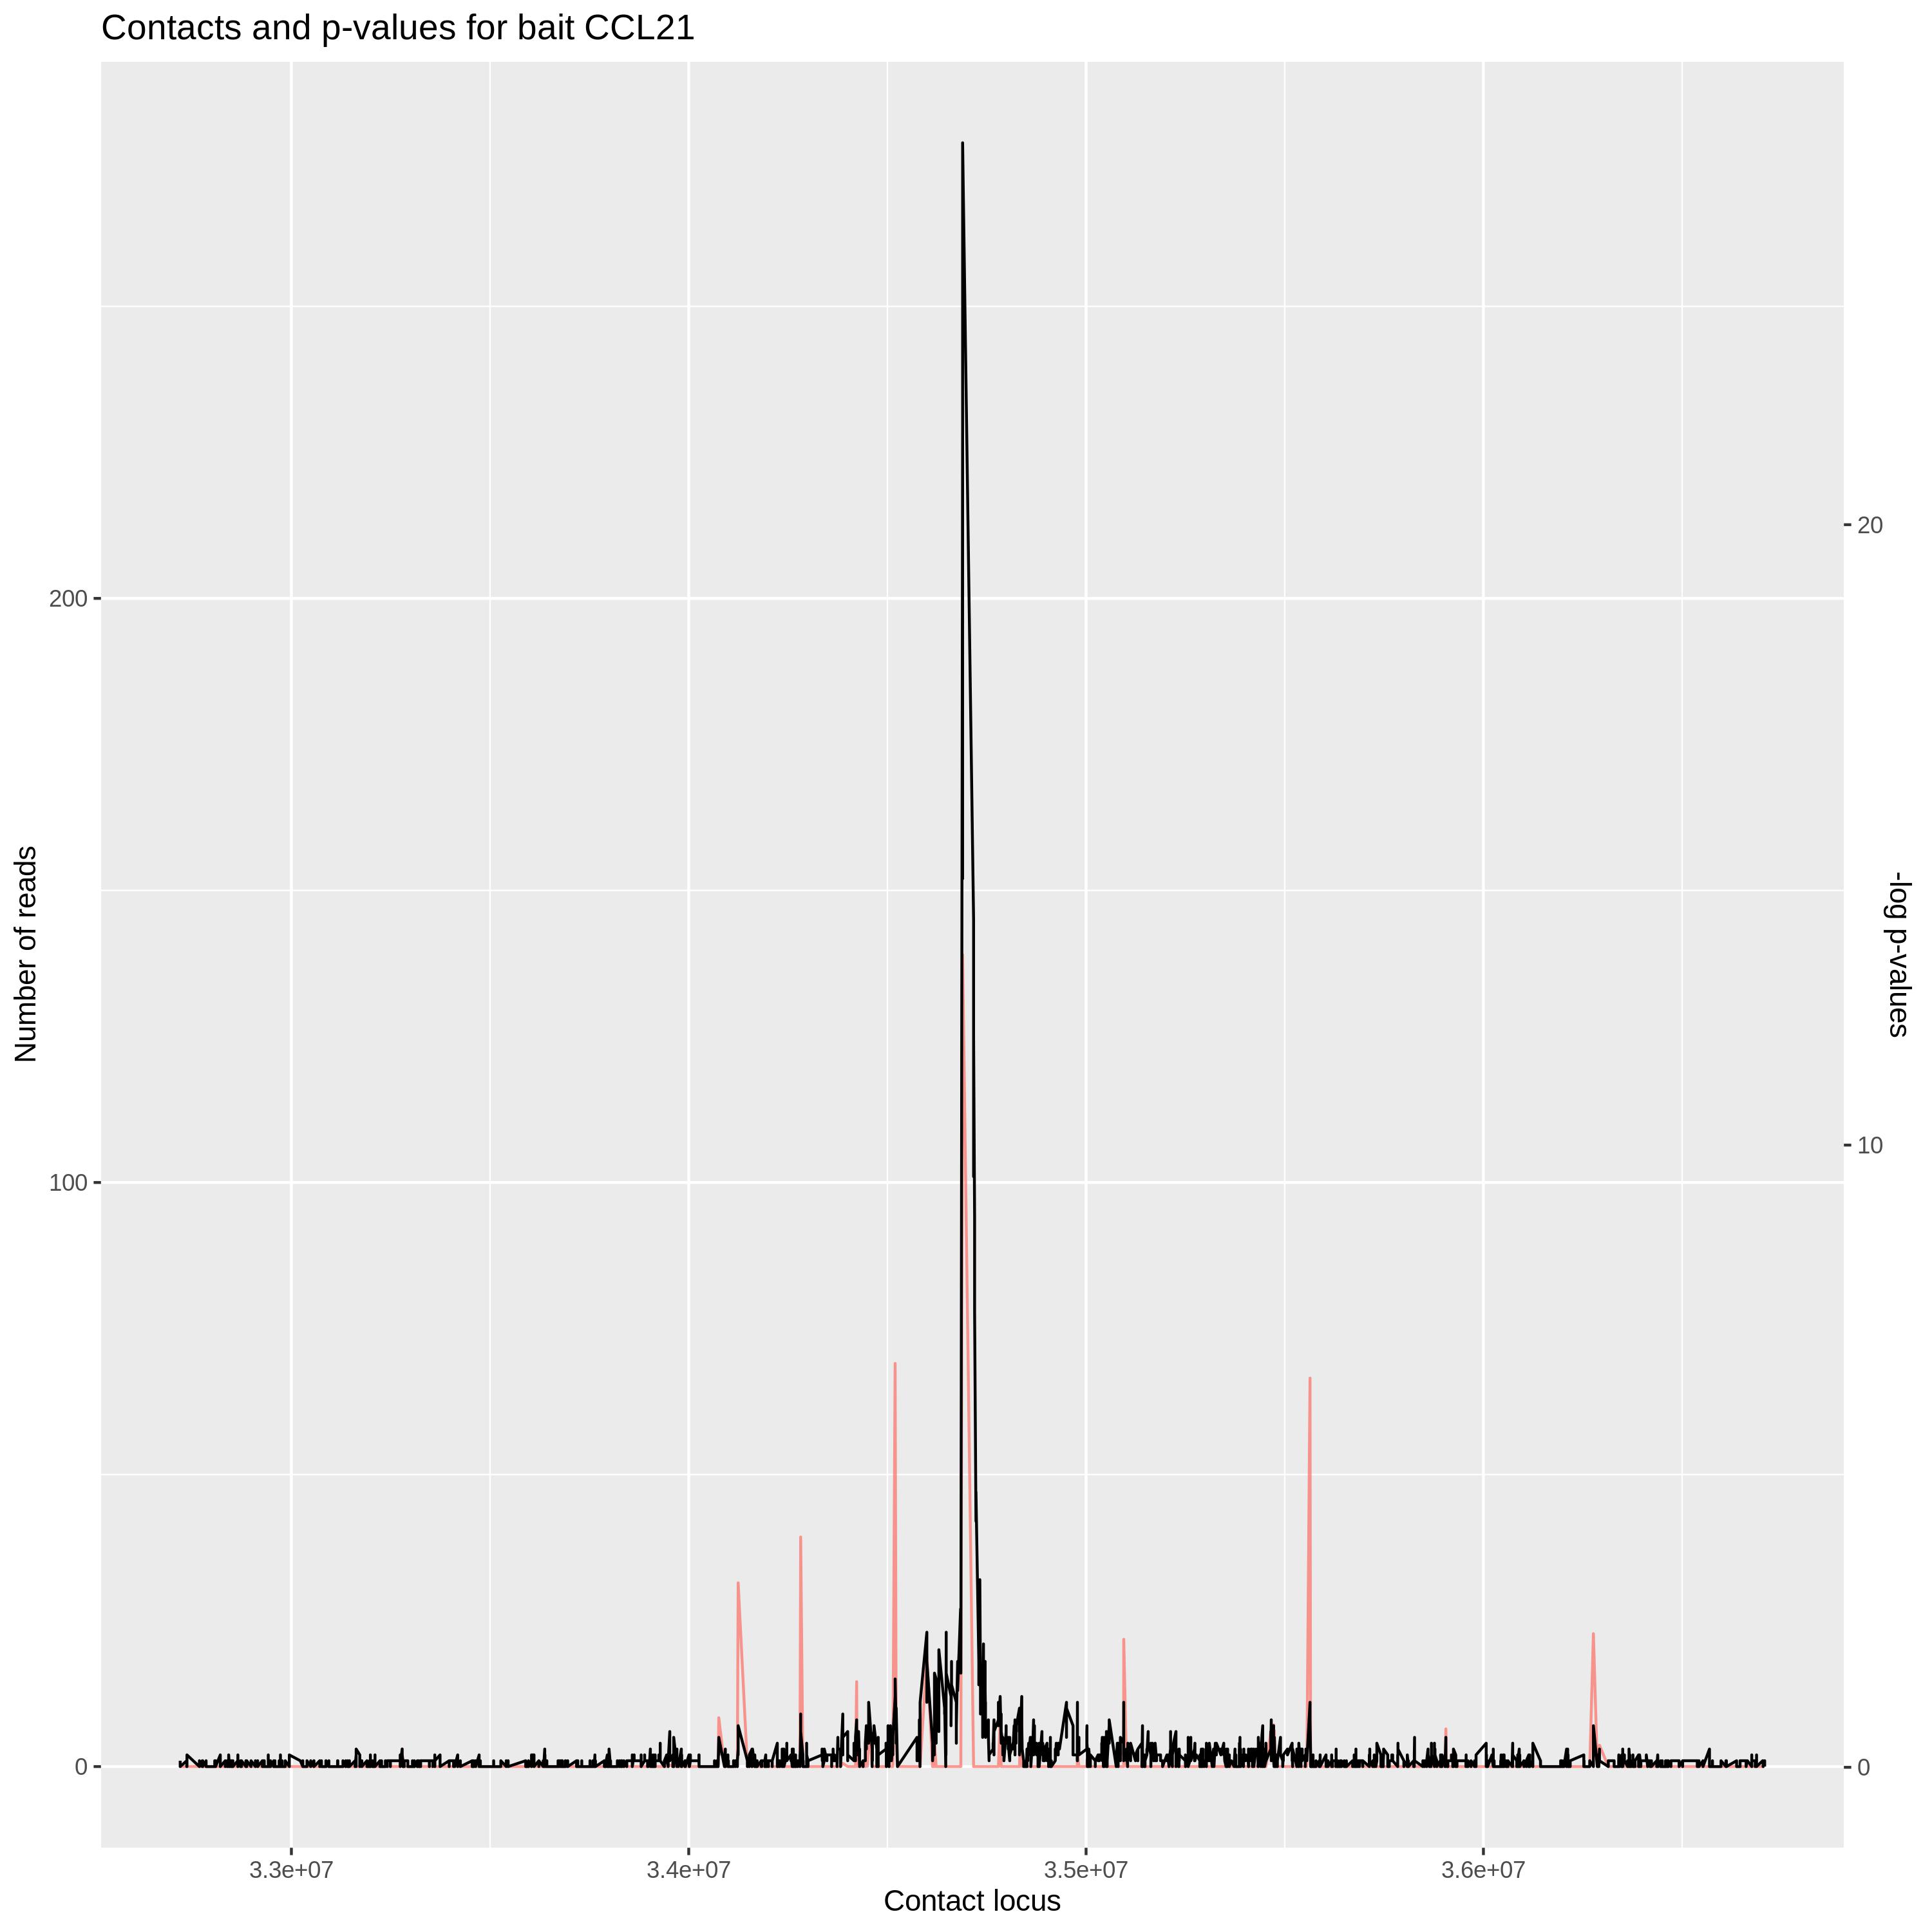 Contacts and p-values for bait CCL21
Number of reads
200
100
0
20
10
0
-log p-values
3.3e+07
3.4e+07
3.5e+07
3.6e+07
Contact locus